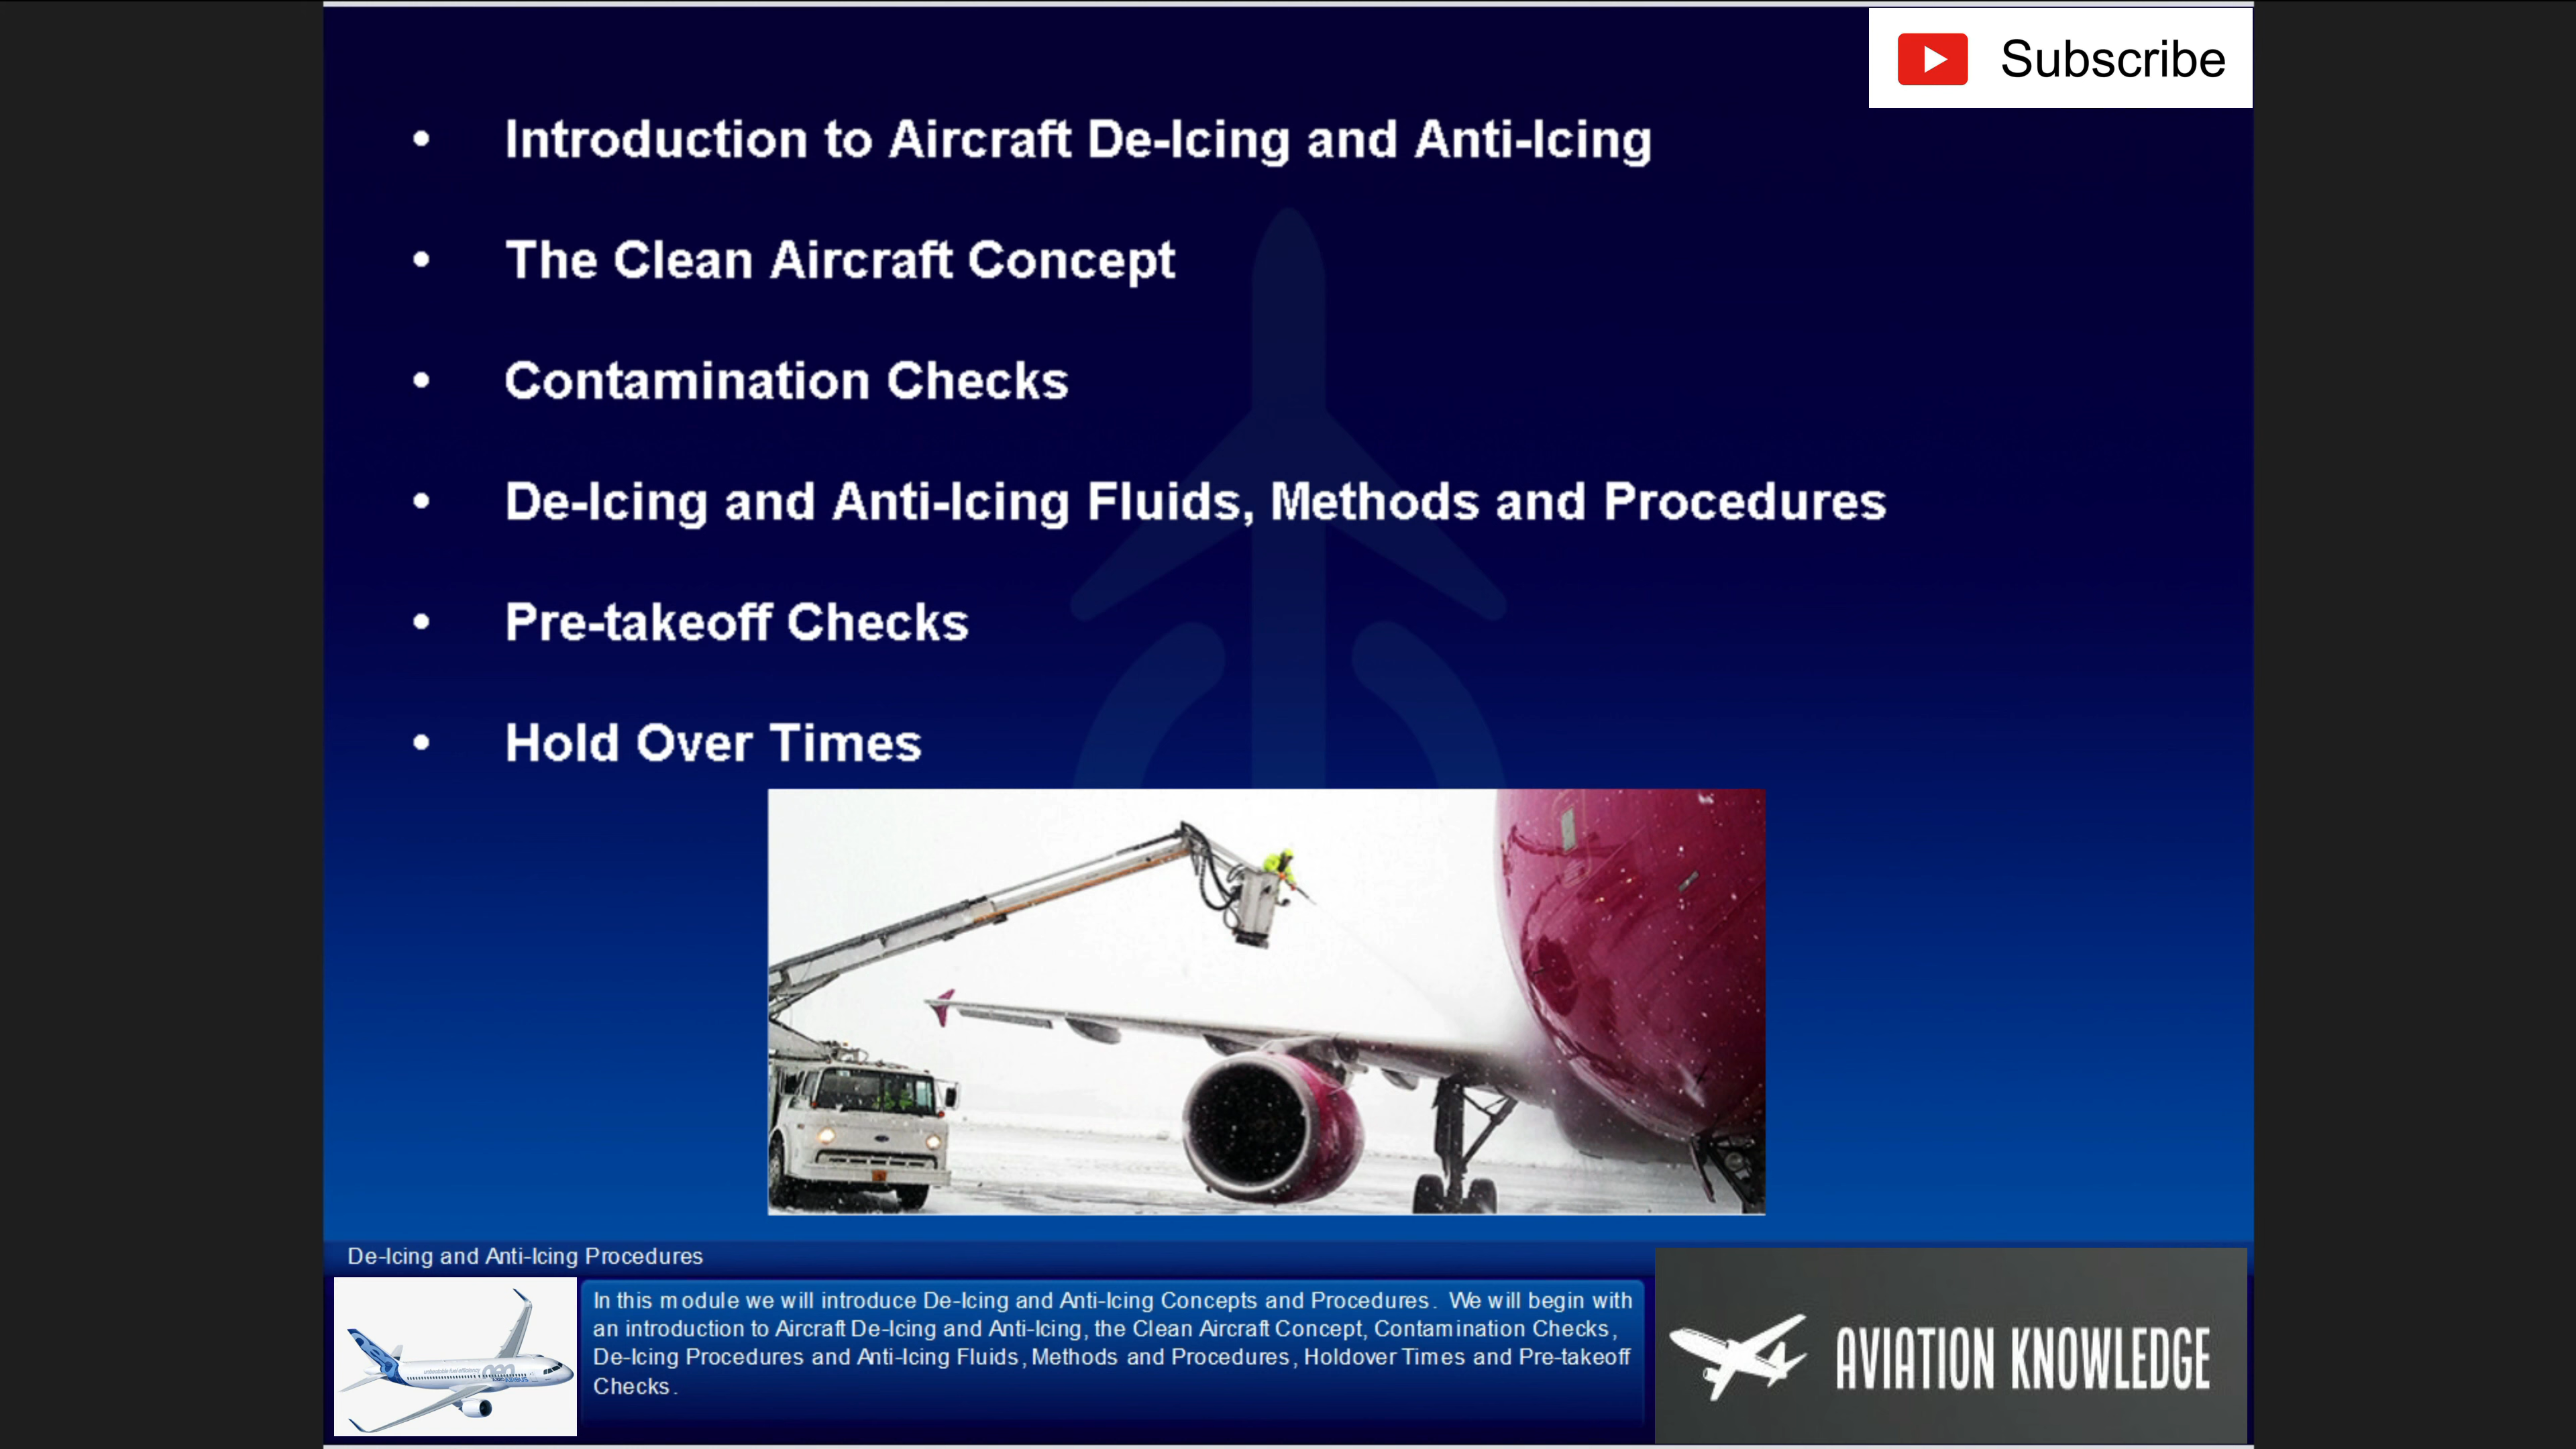 Subscribe
• Introduction to Aircraft De-Icing and Anti-Icing
• The Clean Aircraft Concept
• Contamination Checks
• De-Icing and Anti-Icing Fluids, Methods and Procedures
• Pre-takeoff Checks
• Hold Over Times
De-Icing and Anti-Icing Procedures
In this module we will introduce De-Icing and Anti-Icing Concepts and Procedures. We will begin with
an introduction to Aircraft De-Icing and Anti-Icing, the Clean Aircraft Concept, Contamination Checks,
De-Icing Procedures and Anti-Icing Fluids, Methods and Procedures, Holdover Times and Pre-takeoff
Checks.
neo
AVIATION KNOWLEDGE